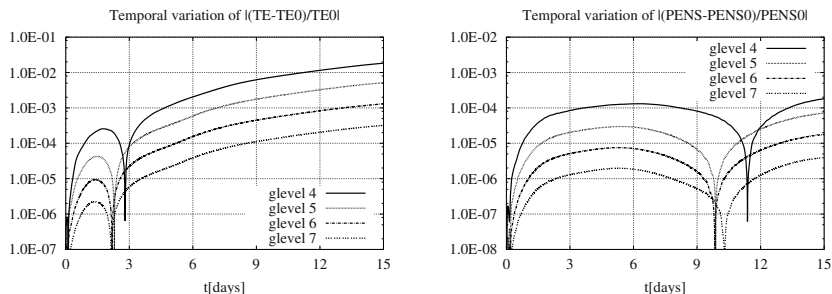 Temporal variation of |(TE-TE0)/TE0|
1.0E-01
1.0E-02
1.0E-03
1.0E-04
1.0E-05
1.0E-06
1.0E-07
glevel 4
glevel 5
glevel 6
glevel 7
0 3 6 9 12 15
t[days]
Temporal variation of |(PENS-PENS0)/PENS0|
1.0E-02
1.0E-03
1.0E-04
1.0E-05
1.0E-06
1.0E-07
1.0E-08
glevel 4
glevel 5
glevel 6
glevel 7
0 3 6 9 12 15
t[days]